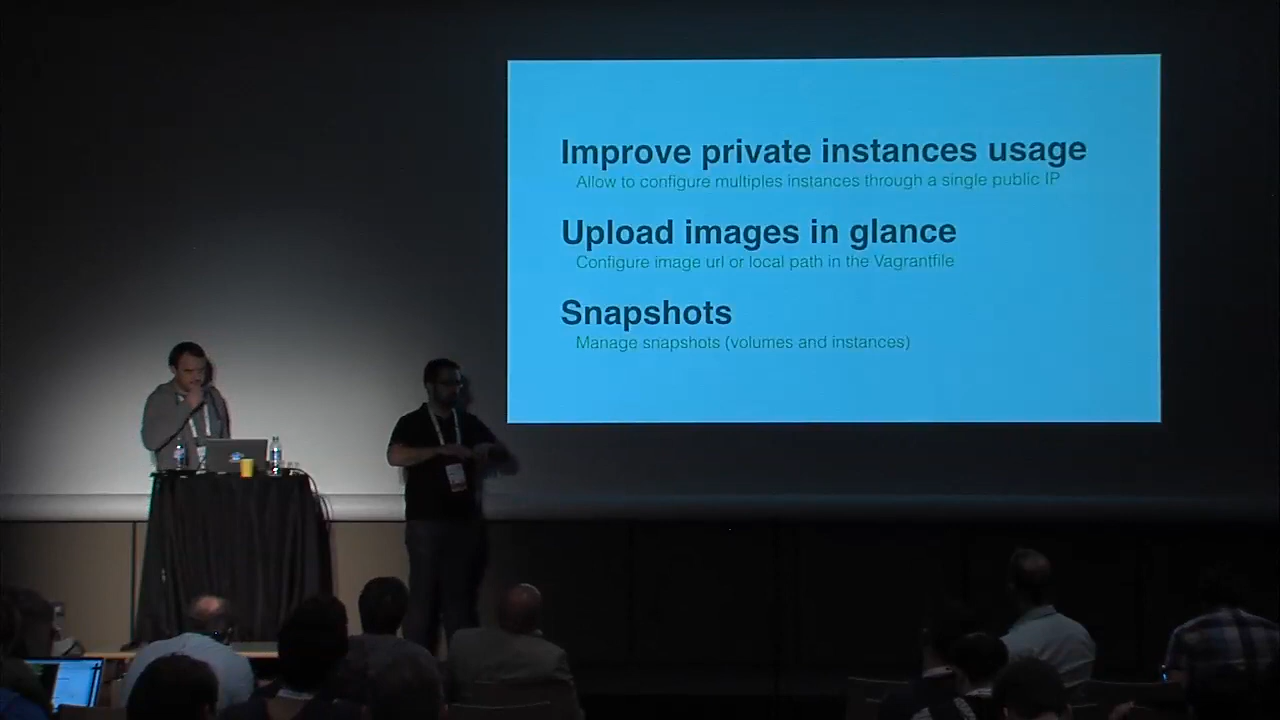 Improve private instances usage
Allow to configure multiples instances through a single public IP
Upload images in glance
Configure image url or local path in the Vagrantfile
Snapshots
Manage snapshots (volumes and instances)